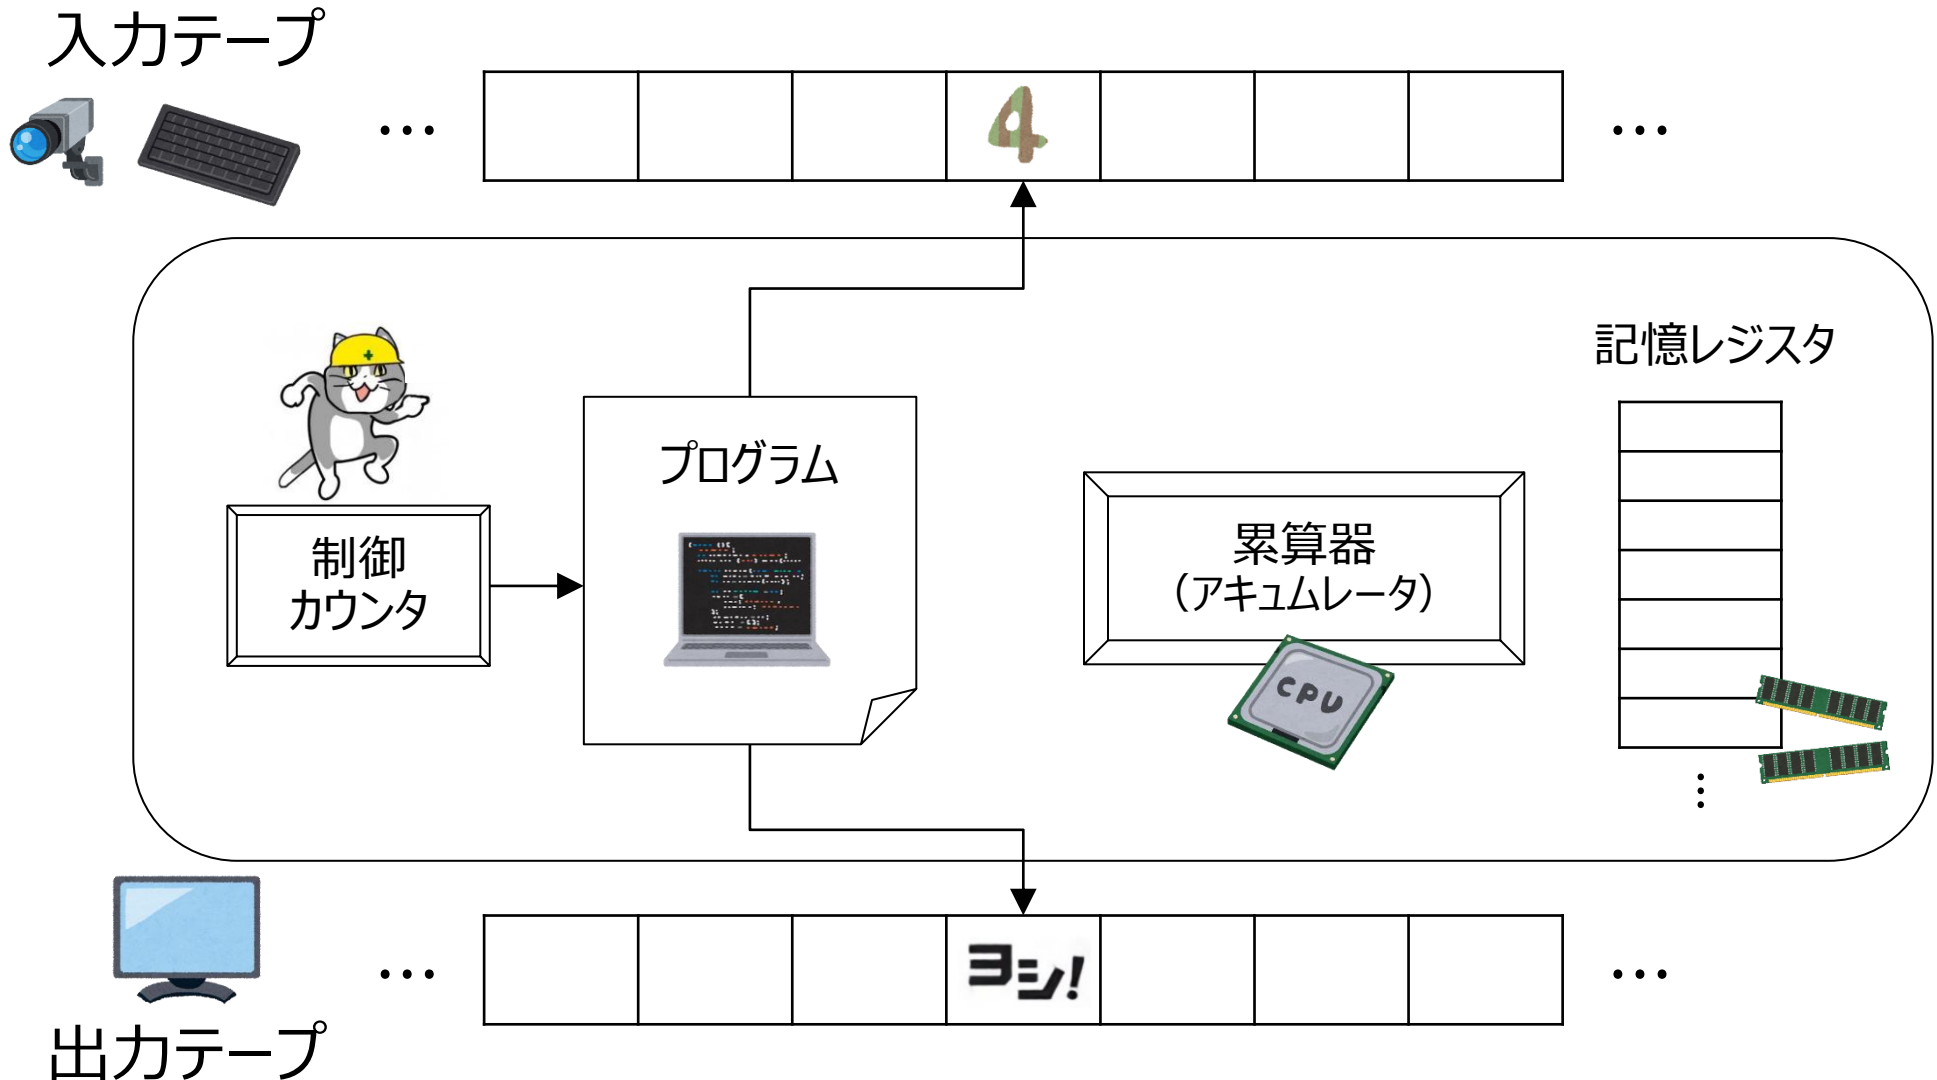 入力テープ
… 4 …
記憶レジスタ
プログラム
制御
カウンタ
累算器
（アキュムレータ）
CPU
… ヨシ! …
出力テープ